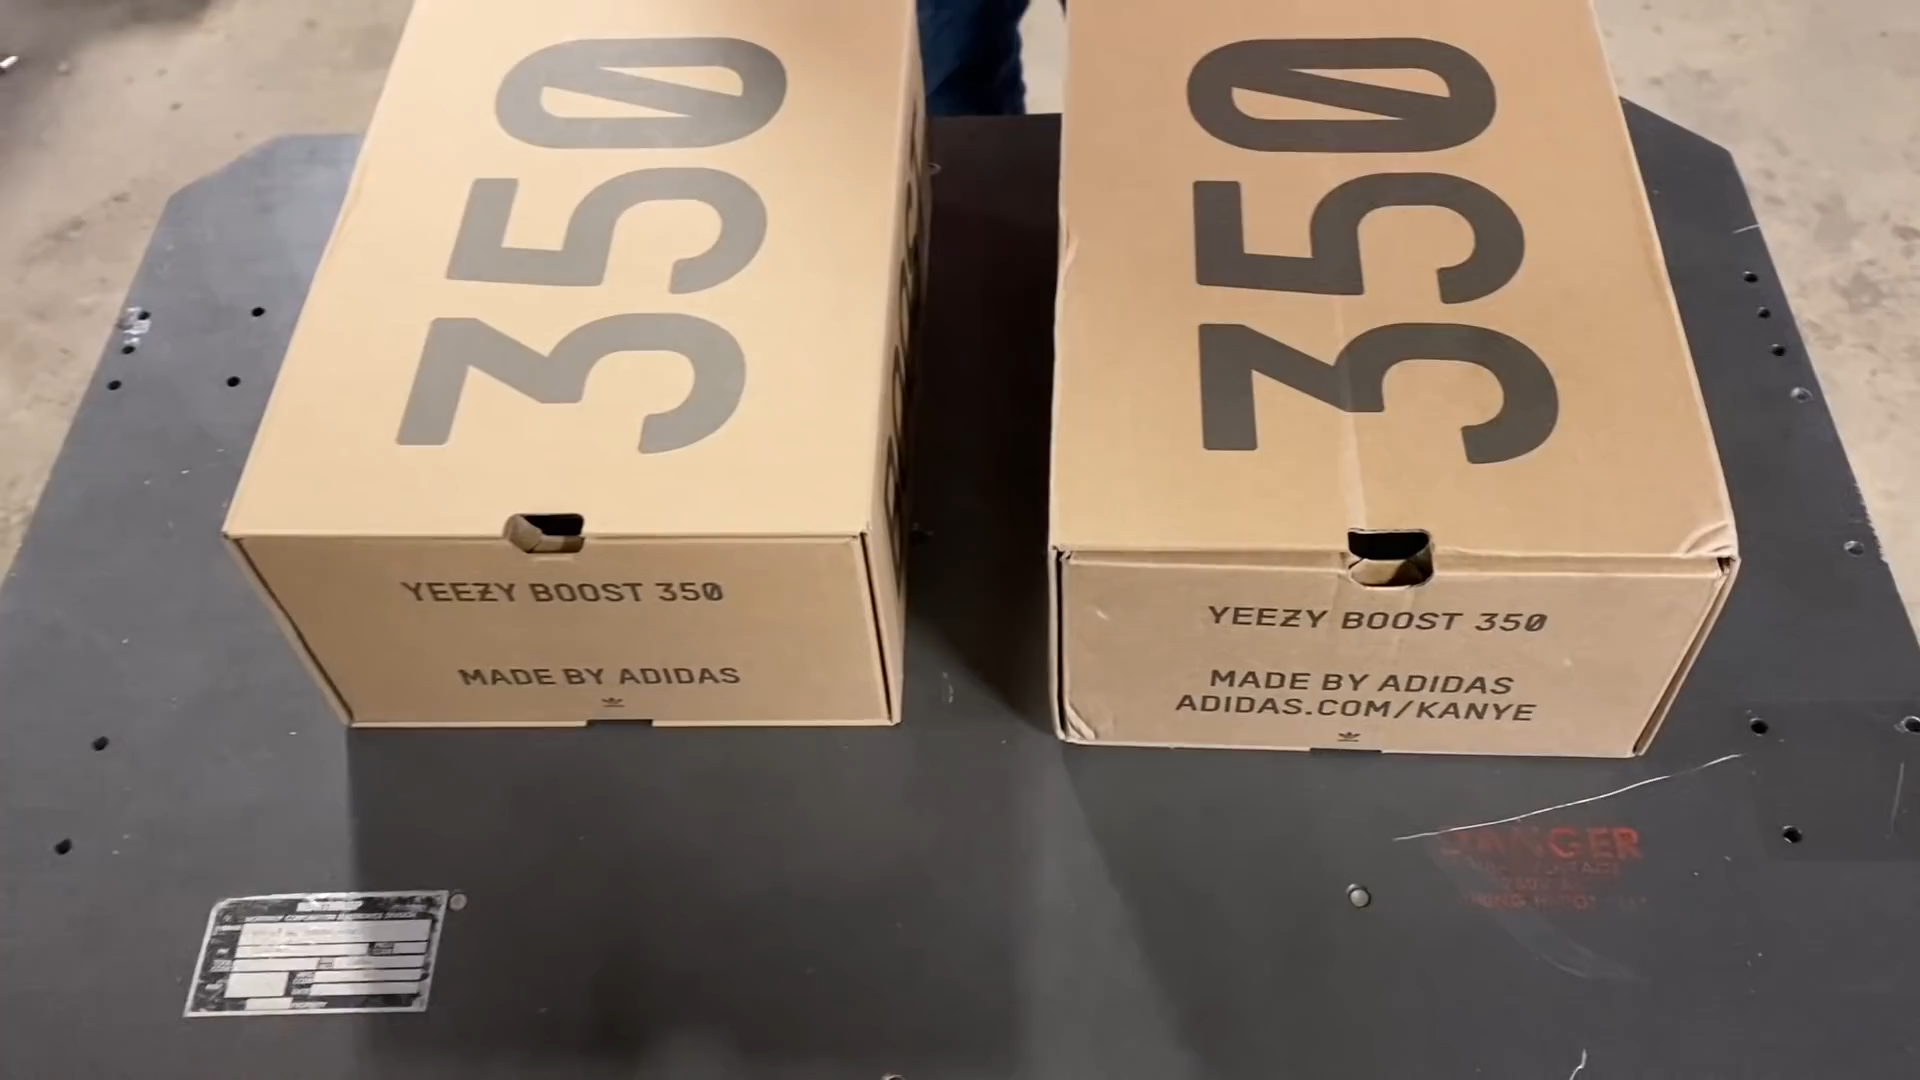 350
YEEZY BOOST 350
MADE BY ADIDAS
350
YEEZY BOOST 350
MADE BY ADIDAS
ADIDAS.COM/KANYE
DANGER